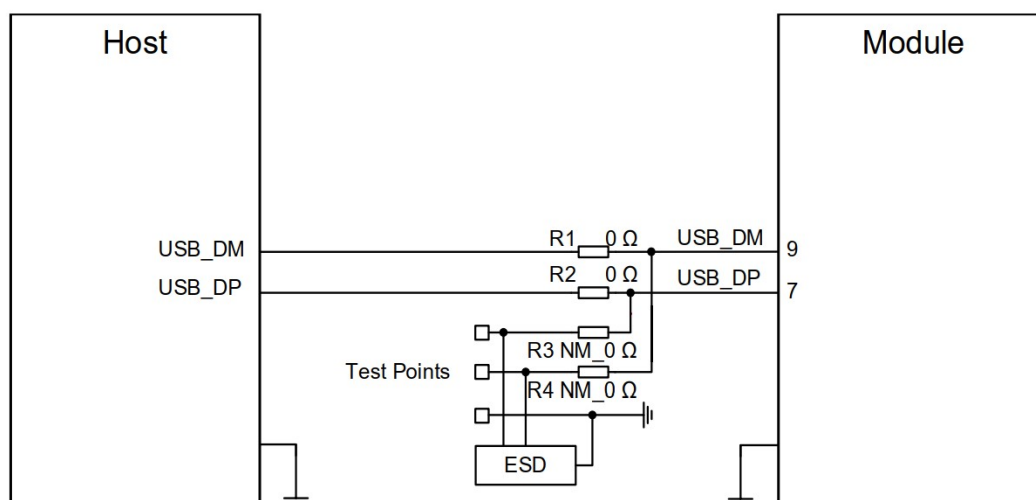 Host
Module
R1 0 Ω
USB_DM
USB_DM
9
R2 0 Ω
USB_DP
USB_DP
7
R3 NM_0 Ω
Test Points
R4 NM_0 Ω
ESD